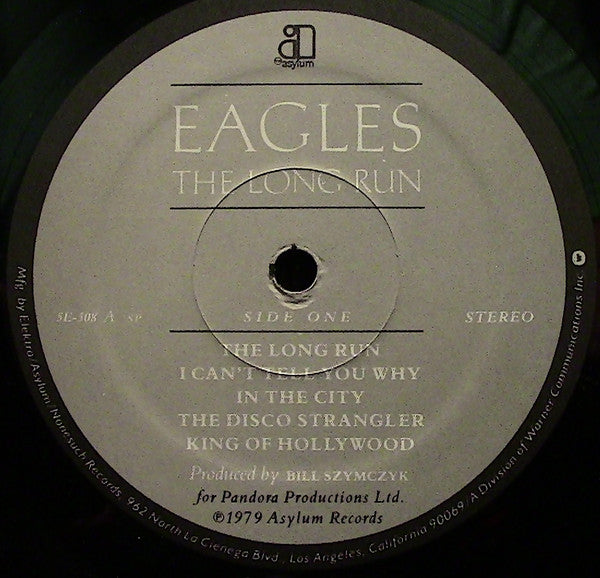 asylum
EAGLES
THE LONG RUN
5E-508 A SP
SIDE ONE
STEREO
THE LONG RUN
I CAN'T TELL YOU WHY
IN THE CITY
THE DISCO STRANGLER
KING OF HOLLYWOOD
Produced by BILL SZYMCZYK
for Pandora Productions Ltd.
℗1979 Asylum Records
Mfg. by Elektra/Asylum/Nonesuch Records, 962 North La Cienega Blvd., Los Angeles, California 90069. A Division of Warner Communications Inc.